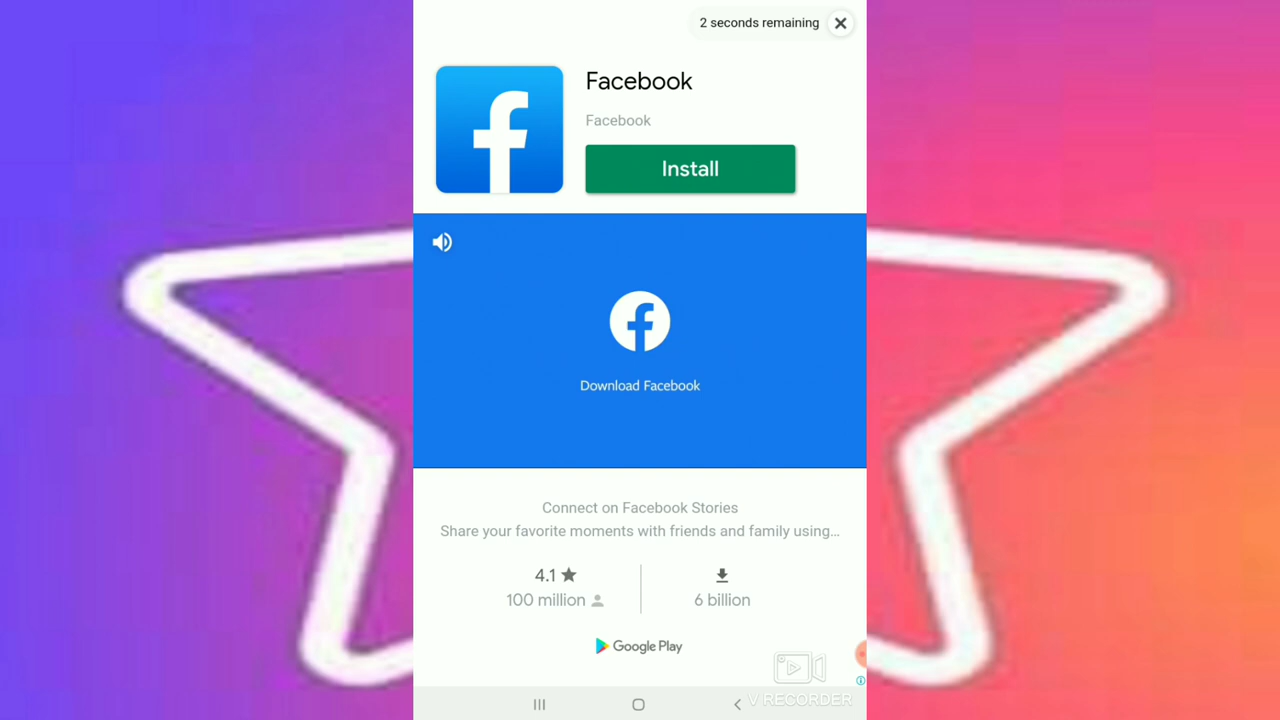 2 seconds remaining
Facebook
Facebook
Install
Download Facebook
Connect on Facebook Stories
Share your favorite moments with friends and family using...
4.1
100 million
6 billion
Google Play
V RECORDER